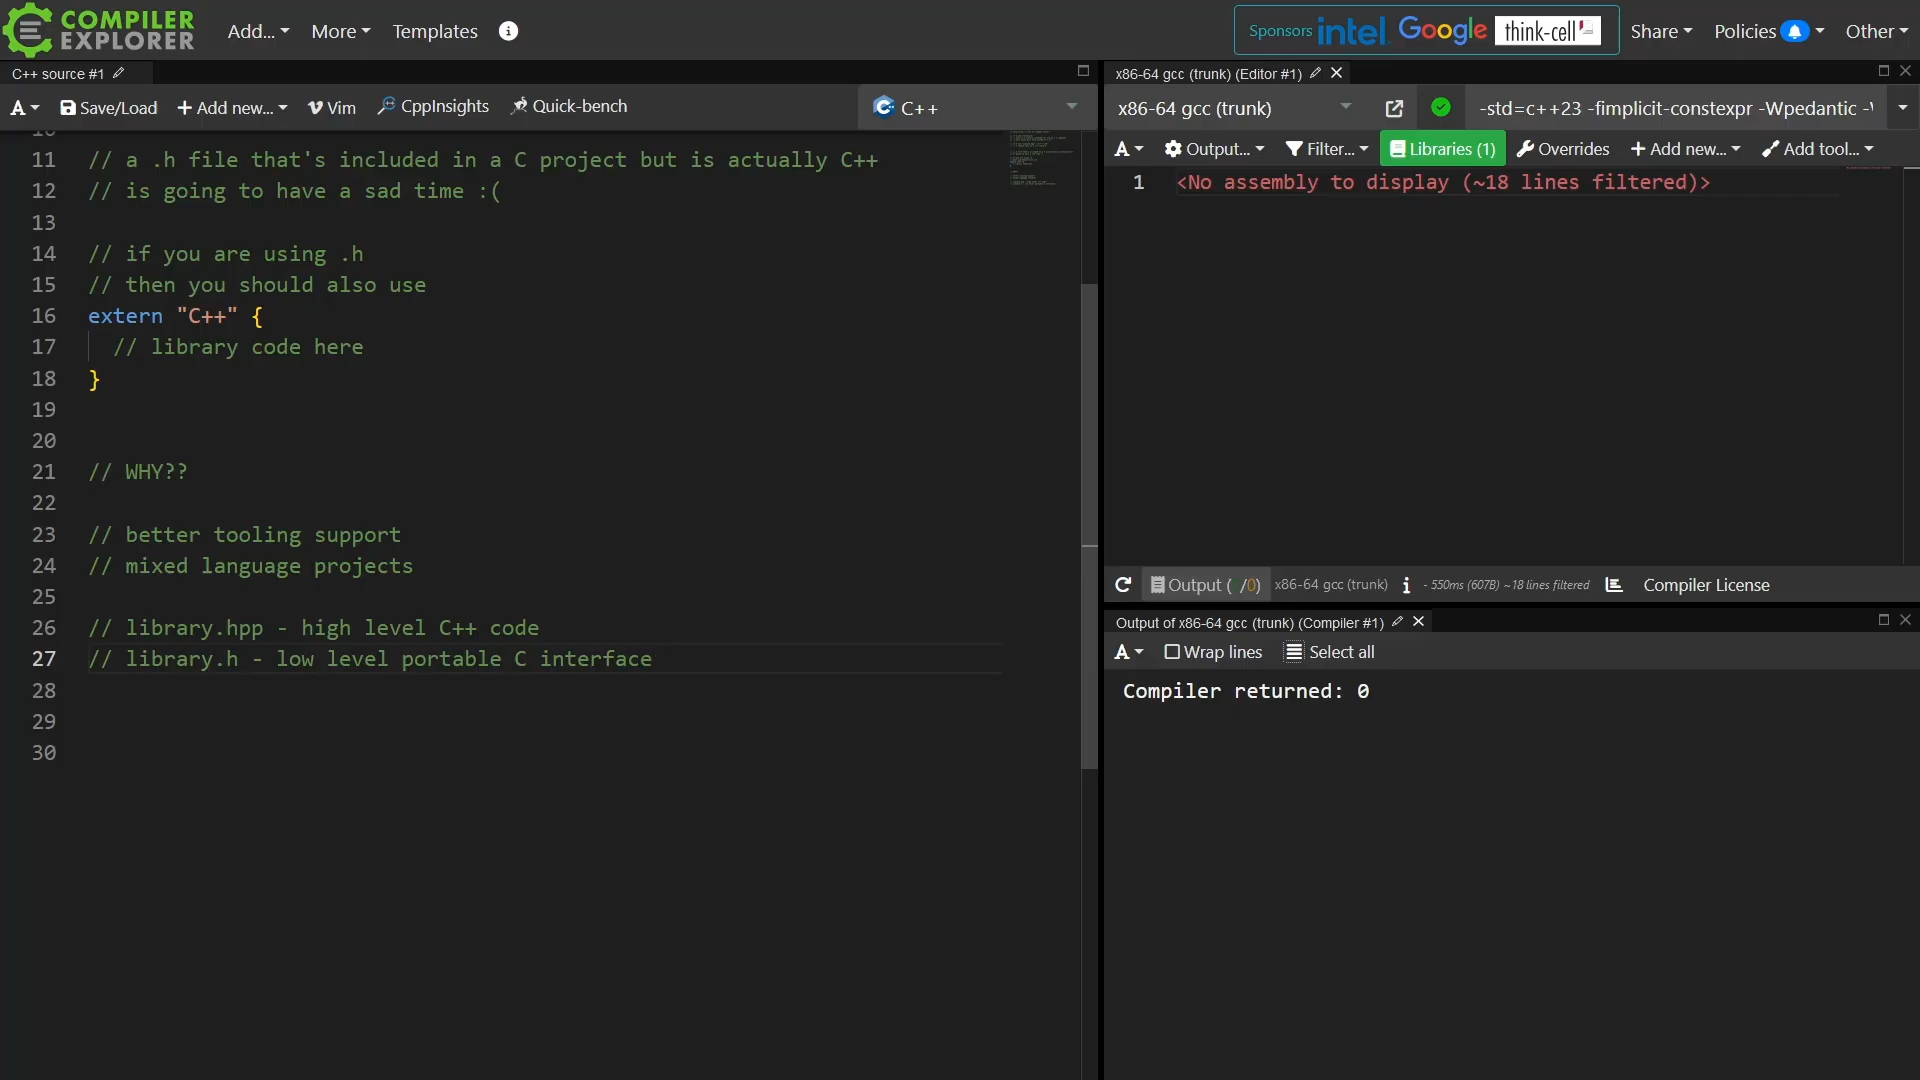 COMPILER
EXPLORER
Add...
More
Templates
Sponsors intel. Google think-cell
Share
Policies
Other
C++ source #1
Save/Load
Add new...
Vim
CppInsights
Quick-bench
C++
11 // a .h file that's included in a C project but is actually C++
12 // is going to have a sad time :(
13
14 // if you are using .h
15 // then you should also use
16 extern "C++" {
17 // library code here
18 }
19
20
21 // WHY??
22
23 // better tooling support
24 // mixed language projects
25
26 // library.hpp - high level C++ code
27 // library.h - low level portable C interface
28
29
30
x86-64 gcc (trunk) (Editor #1)
x86-64 gcc (trunk)
-std=c++23 -fimplicit-constexpr -Wpedantic
A
Output...
Filter...
Libraries (1)
Overrides
Add new...
Add tool...
1 <No assembly to display (~18 lines filtered)>
Output ( /0) x86-64 gcc (trunk) i - 550ms (607B) ~18 lines filtered
Compiler License
Output of x86-64 gcc (trunk) (Compiler #1)
A
Wrap lines
Select all
Compiler returned: 0